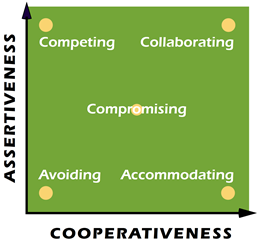 ASSERTIVENESS
Competing Collaborating
Compromising
Avoiding Accommodating
COOPERATIVENESS